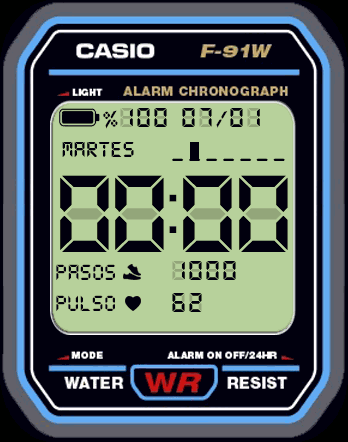 CASIO F-91W
LIGHT ALARM CHRONOGRAPH
%100 07/01
MARTES
00:00
PASOS 1000
PULSO 62
MODE ALARM ON OFF/24HR
WATER WR RESIST